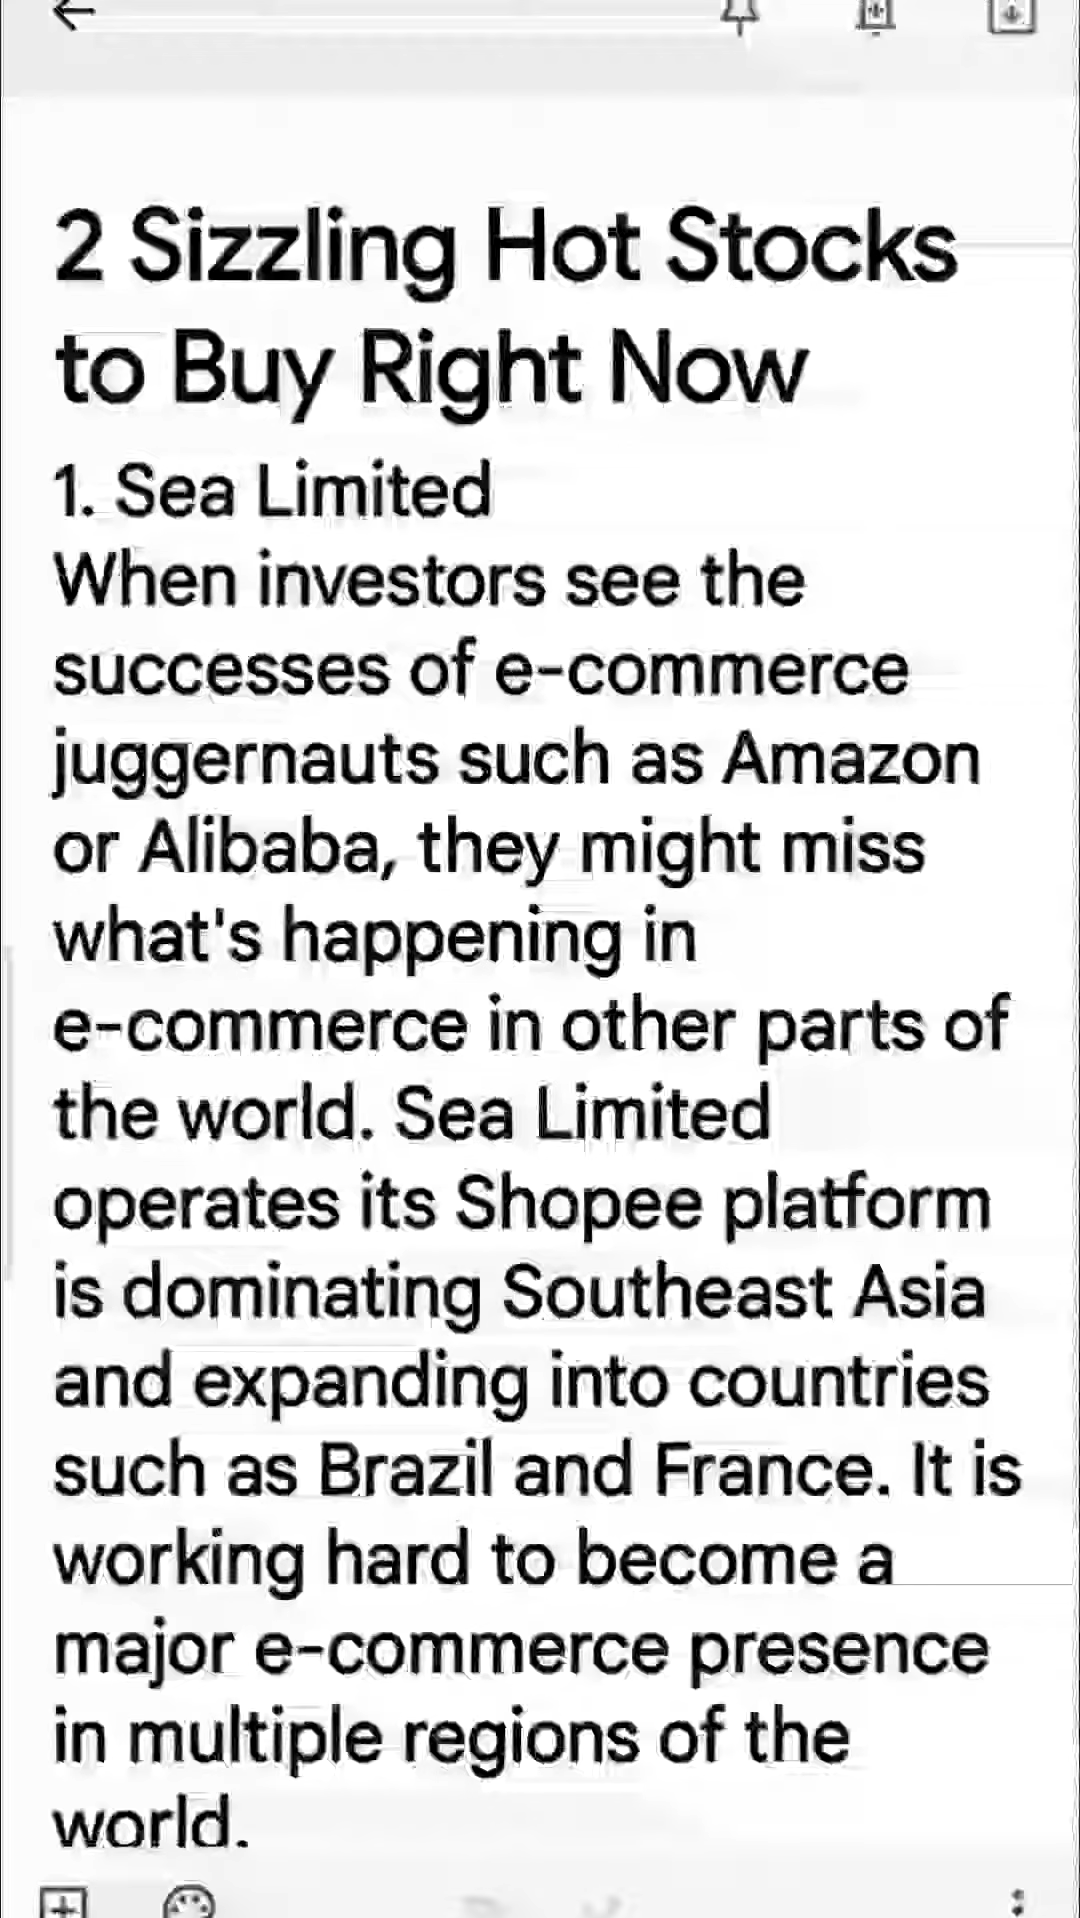 2 Sizzling Hot Stocks
to Buy Right Now
1. Sea Limited
When investors see the
successes of e-commerce
juggernauts such as Amazon
or Alibaba, they might miss
what's happening in
e-commerce in other parts of
the world. Sea Limited
operates its Shopee platform
is dominating Southeast Asia
and expanding into countries
such as Brazil and France. It is
working hard to become a
major e-commerce presence
in multiple regions of the
world.